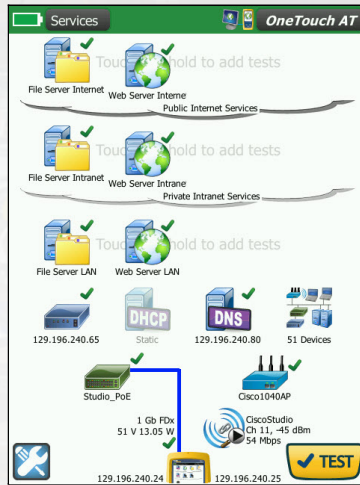 Services
OneTouch AT
Touch and hold to add tests
File Server Internet
Web Server Interne
Public Internet Services
hold to add tests
File Server Intranet
Web Server Intrane
Private Intranet Services
Touch hold to add tests
File Server LAN
Web Server LAN
DHCP
DNS
129.196.240.65
Static
129.196.240.80
51 Devices
Studio_PoE
Cisco1040AP
1 Gb FDx
51 V 13.05 W
CiscoStudio
Ch 11, -45 dBm
54 Mbps
129.196.240.24
129.196.240.25
TEST